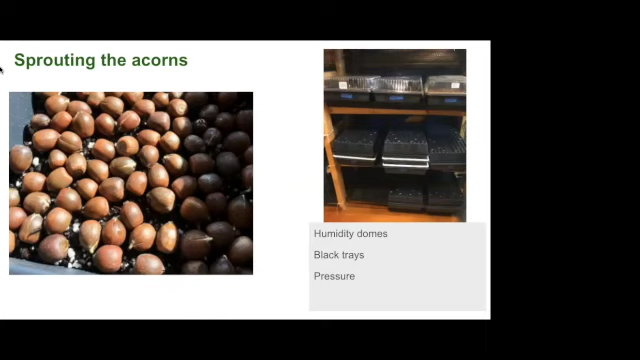 Sprouting the acorns
Humidity domes
Black trays
Pressure